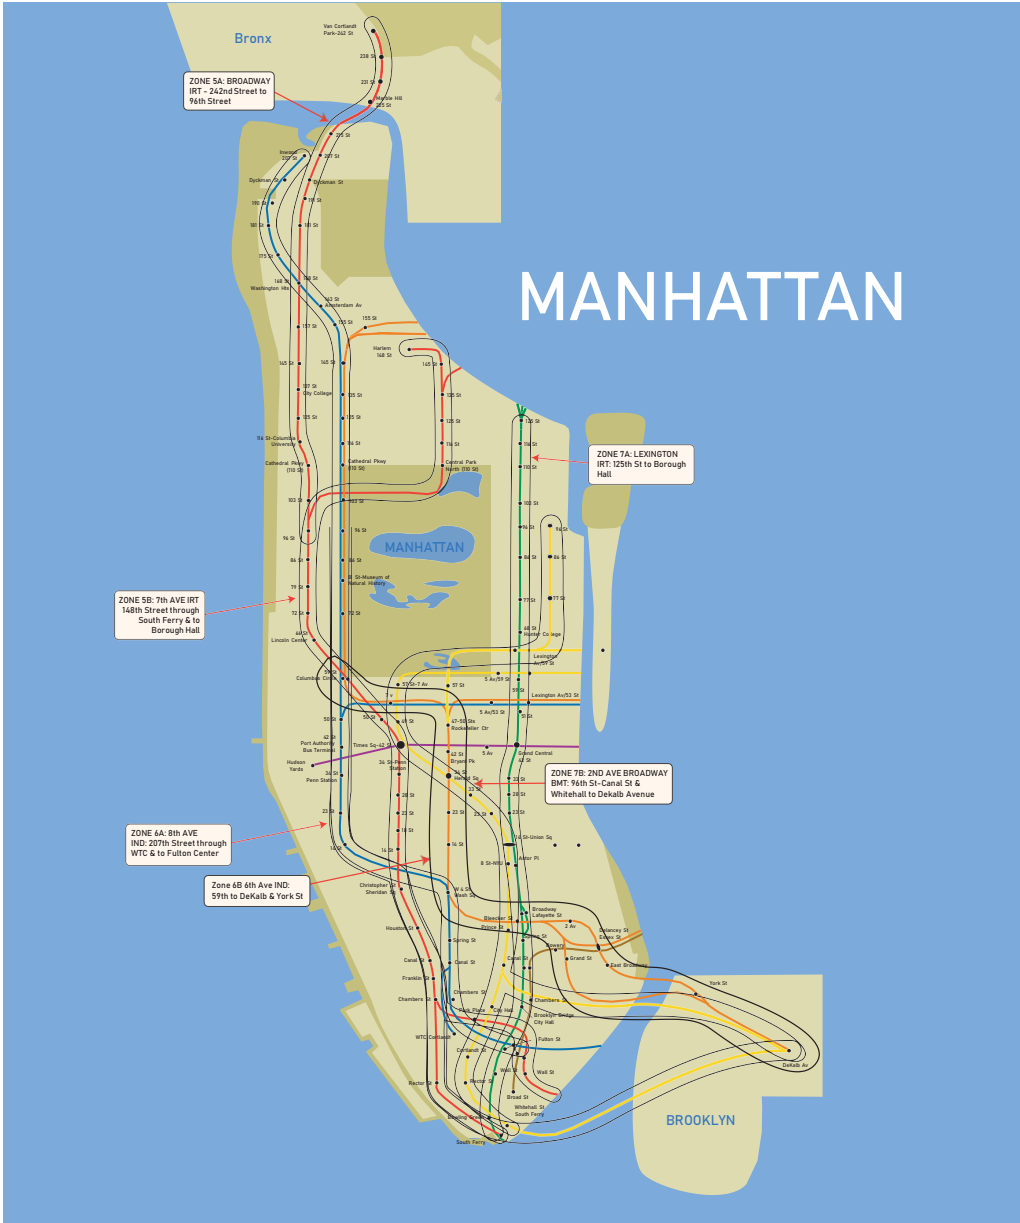 Van Cortlandt
Park-242 St
Bronx
238 St
ZONE 5A: BROADWAY
IRT - 242nd Street to
96th Street
231 St
Marble Hill
225 St
215 St
Inwood
207 St
207 St
Dyckman St
Dyckman St
190 St
191 St
181 St
181 St
175 St
168 St
168 St
Washington Hts
163 St
Amsterdam Av
MANHATTAN
157 St
155 St
155 St
Harlem
148 St
145 St
145 St
145 St
137 St
City College
135 St
135 St
125 St
125 St
125 St
125 St
116 St-Columbia
University
116 St
116 St
116 St
Cathedral Pkwy
(110 St)
Cathedral Pkwy
(110 St)
Central Park
North (110 St)
110 St
ZONE 7A: LEXINGTON
IRT: 125th St to Borough
Hall
103 St
103 St
103 St
96 St
96 St
96 St
96 St
MANHATTAN
86 St
86 St
86 St
86 St
81 St-Museum of
Natural History
79 St
77 St
77 St
ZONE 5B: 7th AVE IRT
148th Street through
South Ferry & to
Borough Hall
72 St
72 St
66 St
Lincoln Center
68 St
Hunter College
Lexington
Av/59 St
59 St
Columbus Circle
57 St-7 Av
57 St
5 Av/59 St
59 St
Lexington Av/53 St
5 Av/53 St
51 St
50 St
50 St
49 St
47-50 Sts
Rockefeller Ctr
42 St
Port Authority
Bus Terminal
Times Sq-42 St
42 St
Bryant Pk
5 Av
Grand Central
42 St
Hudson
Yards
34 St
Penn Station
34 St-Penn
Station
34 St
Herald Sq
33 St
33 St
ZONE 7B: 2ND AVE BROADWAY
BMT: 96th St-Canal St &
Whitehall to Dekalb Avenue
28 St
28 St
23 St
23 St
23 St
23 St
23 St
18 St
ZONE 6A: 8th AVE
IND: 207th Street through
WTC & to Fulton Center
14 St
14 St
14 St
14 St-Union Sq
8 St-NYU
Astor Pl
Zone 6B 6th Ave IND:
59th to DeKalb & York St
Christopher St
Sheridan Sq
W 4 St
Wash Sq
Bleecker St
Broadway
Lafayette St
2 Av
Delancey St
Essex St
Houston St
Prince St
Spring St
Spring St
Bowery
Grand St
East Broadway
Canal St
Canal St
Canal St
Franklin St
York St
Chambers St
Chambers St
Chambers St
Park Place
City Hall
Brooklyn Bridge
City Hall
WTC Cortlandt
Fulton St
Cortlandt St
DeKalb Av
Wall St
Wall St
Rector St
Rector St
Broad St
Whitehall St
South Ferry
Bowling Green
BROOKLYN
South Ferry